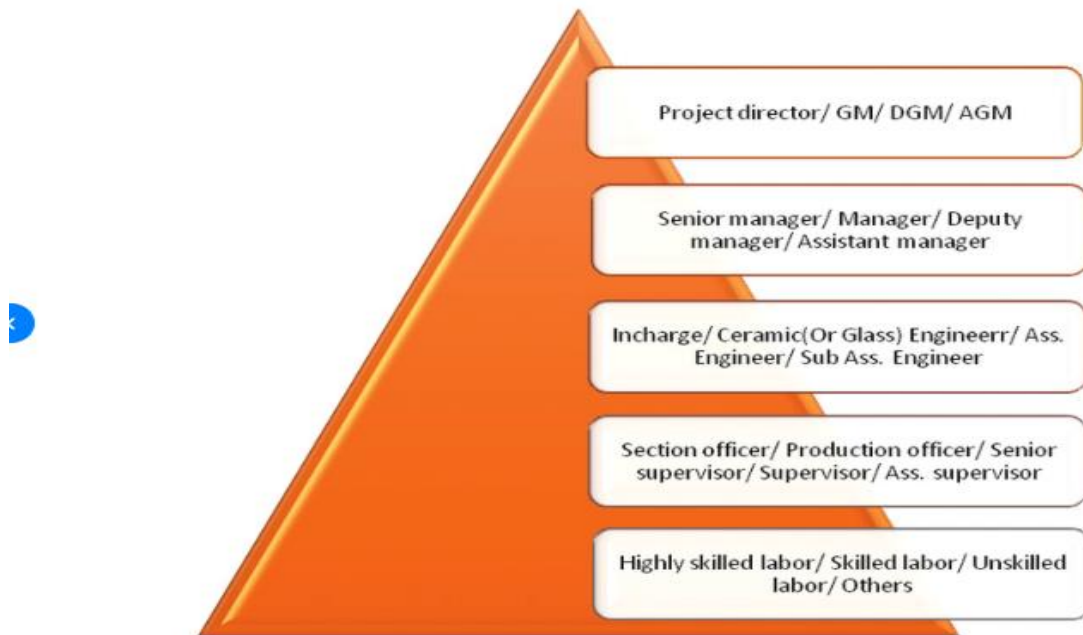 Project director/ GM/ DGM/ AGM
Senior manager/ Manager/ Deputy
manager/ Assistant manager
Incharge/ Ceramic(Or Glass) Engineerr/ Ass.
Engineer/ Sub Ass. Engineer
Section officer/ Production officer/ Senior
supervisor/ Supervisor/ Ass. supervisor
Highly skilled labor/ Skilled labor/ Unskilled
labor/ Others